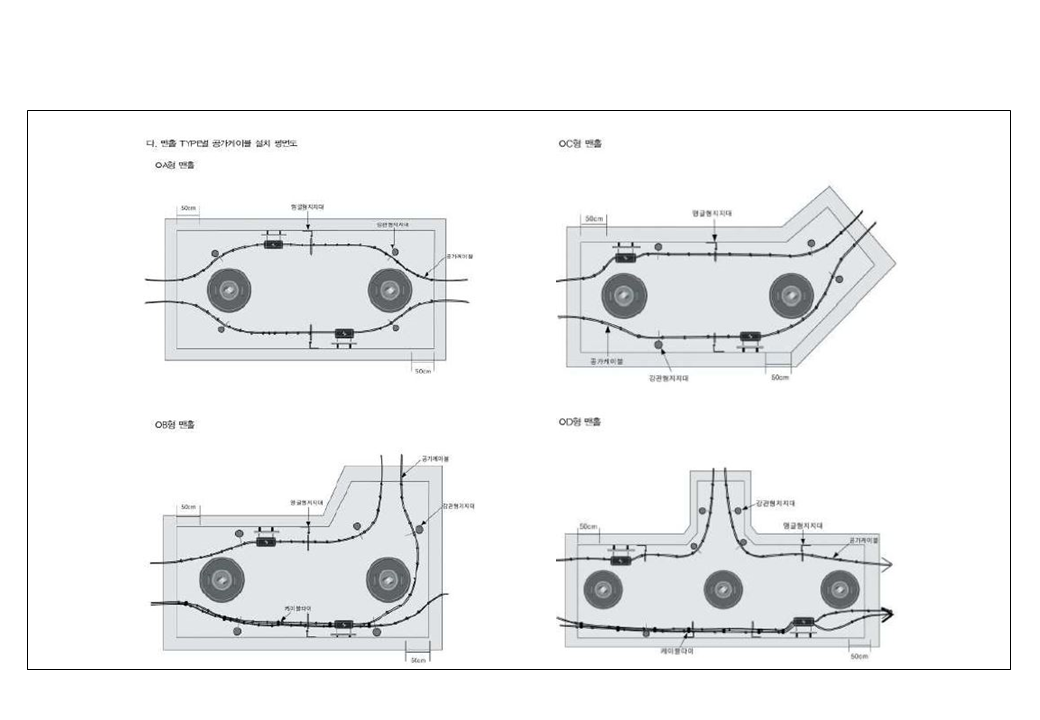 다. 맨홀 TYPE별 공가케이블 설치 평면도
OA형 맨홀
50cm
앵글형지지대
강관형지지대
공가케이블
50cm
OC형 맨홀
50cm
앵글형지지대
공가케이블
강관형지지대
50cm
OB형 맨홀
50cm
앵글형지지대
공가케이블
강관형지지대
케이블타이
50cm
OD형 맨홀
50cm
강관형지지대
앵글형지지대
공가케이블
케이블타이
50cm